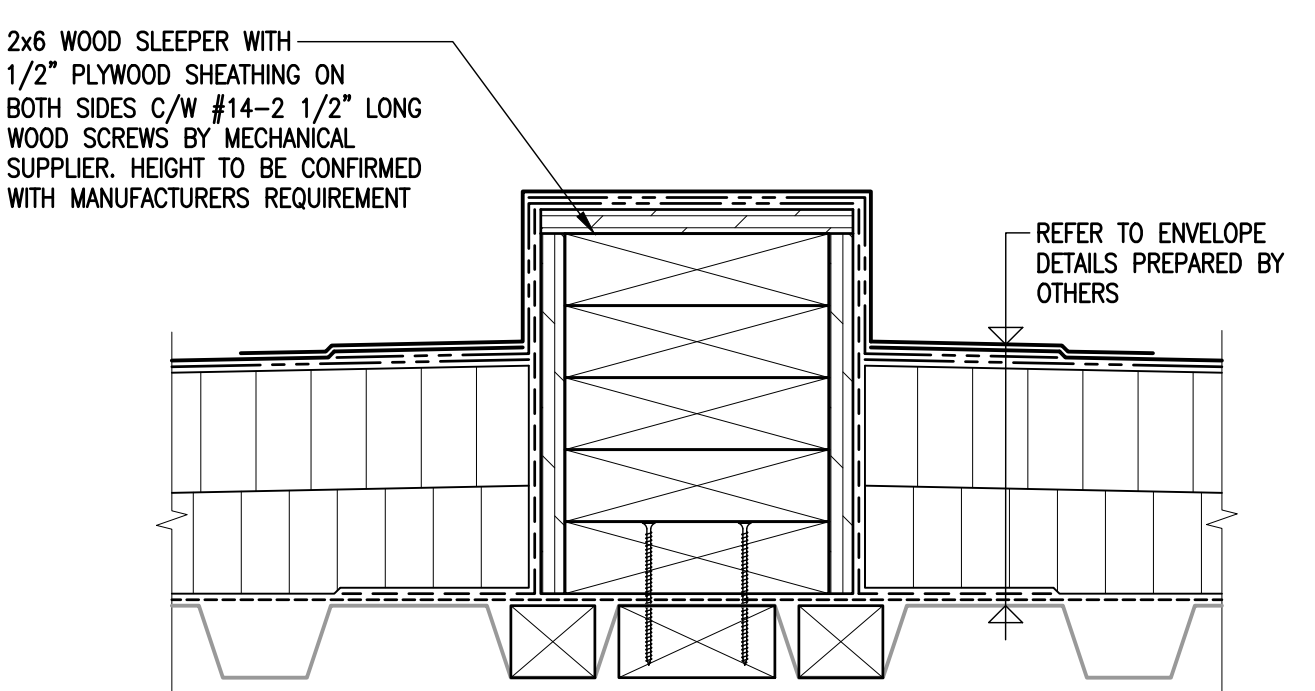 2x6 WOOD SLEEPER WITH
1/2" PLYWOOD SHEATHING ON
BOTH SIDES C/W #14-2 1/2" LONG
WOOD SCREWS BY MECHANICAL
SUPPLIER. HEIGHT TO BE CONFIRMED
WITH MANUFACTURERS REQUIREMENT
REFER TO ENVELOPE
DETAILS PREPARED BY
OTHERS